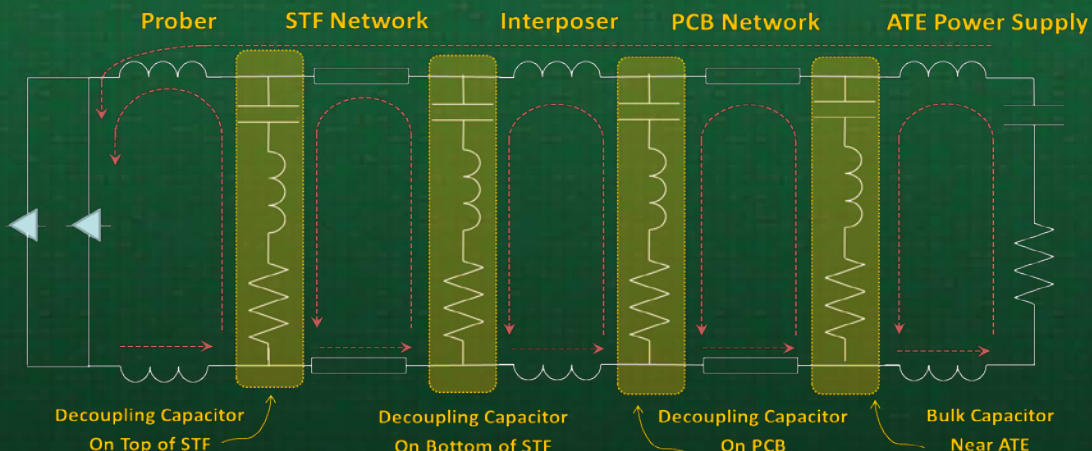 Prober
STF Network
Interposer
PCB Network
ATE Power Supply
Decoupling Capacitor
On Top of STF
Decoupling Capacitor
On Bottom of STF
Decoupling Capacitor
On PCB
Bulk Capacitor
Near ATE